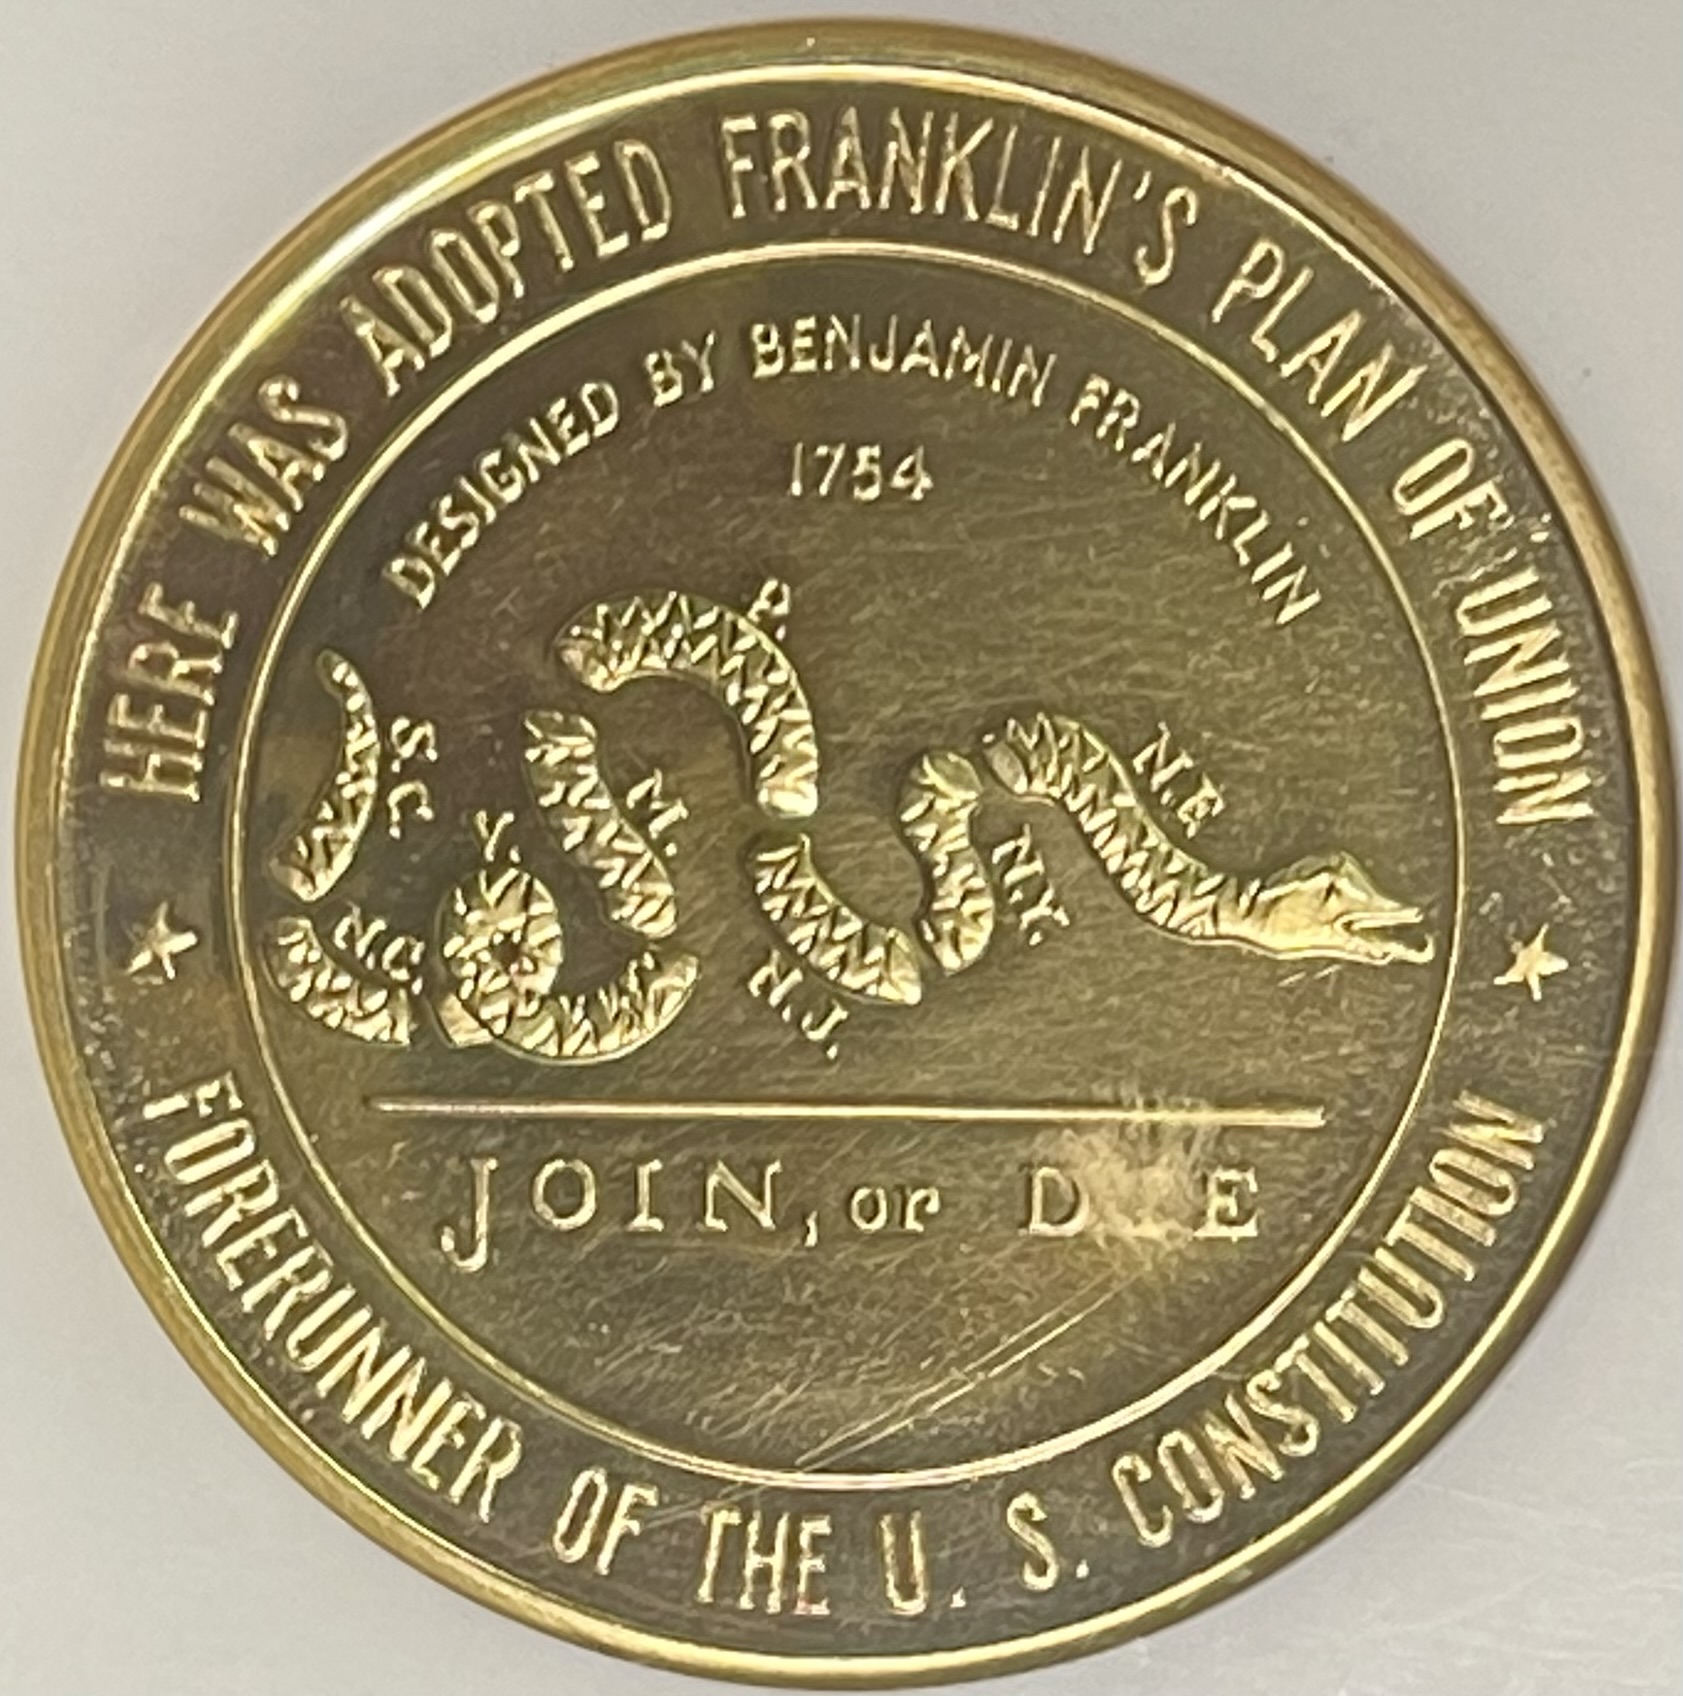 HERE WAS ADOPTED FRANKLIN'S PLAN OF UNION
DESIGNED BY BENJAMIN FRANKLIN
1754
S.C.
N.C.
V.
M.
P.
N.J.
N.Y.
N.E
JOIN, or DIE
FORERUNNER OF THE U. S. CONSTITUTION